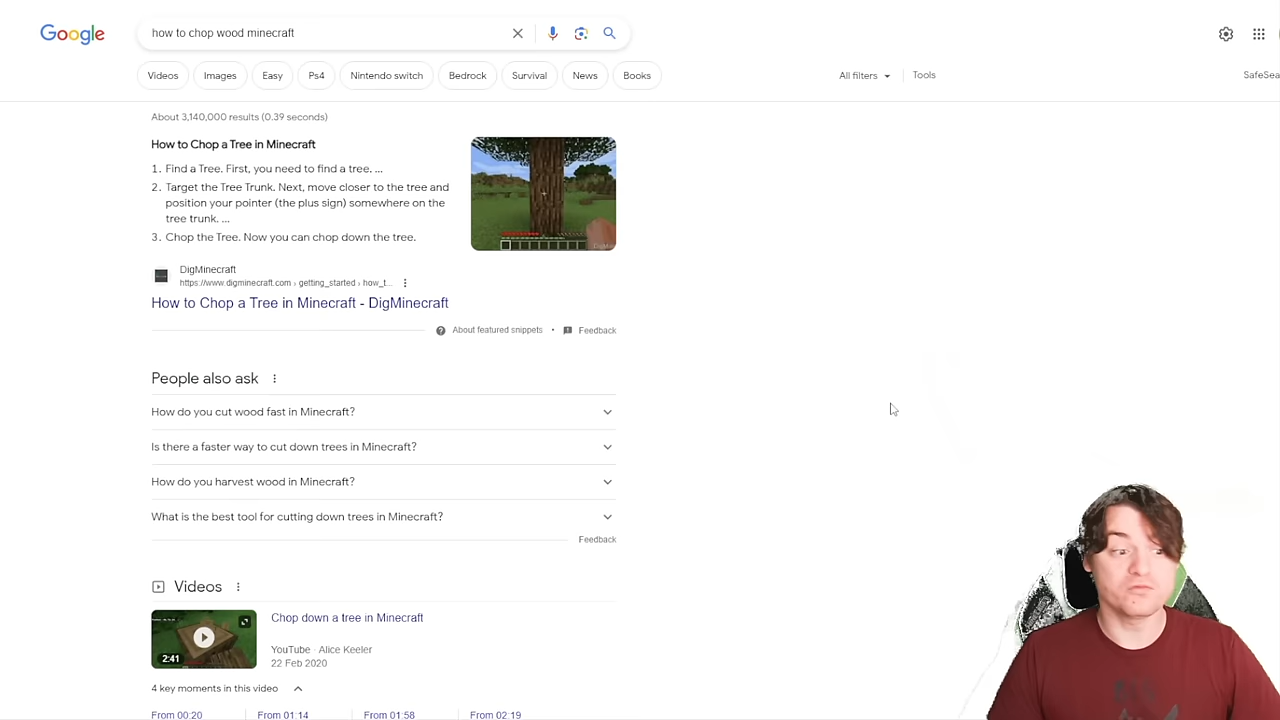 Google
how to chop wood minecraft
Videos
Images
Easy
Ps4
Nintendo switch
Bedrock
Survival
News
Books
All filters
Tools
SafeSea
About 3,140,000 results (0.39 seconds)
How to Chop a Tree in Minecraft
1. Find a Tree. First, you need to find a tree. ...
2. Target the Tree Trunk. Next, move closer to the tree and
position your pointer (the plus sign) somewhere on the
tree trunk. ...
3. Chop the Tree. Now you can chop down the tree.
DigMinecraft
https://www.digminecraft.com › getting_started › how_t...
How to Chop a Tree in Minecraft - DigMinecraft
About featured snippets • Feedback
People also ask
How do you cut wood fast in Minecraft?
Is there a faster way to cut down trees in Minecraft?
How do you harvest wood in Minecraft?
What is the best tool for cutting down trees in Minecraft?
Feedback
Videos
2:41
Chop down a tree in Minecraft
YouTube · Alice Keeler
22 Feb 2020
4 key moments in this video
From 00:20
From 01:14
From 01:58
From 02:19